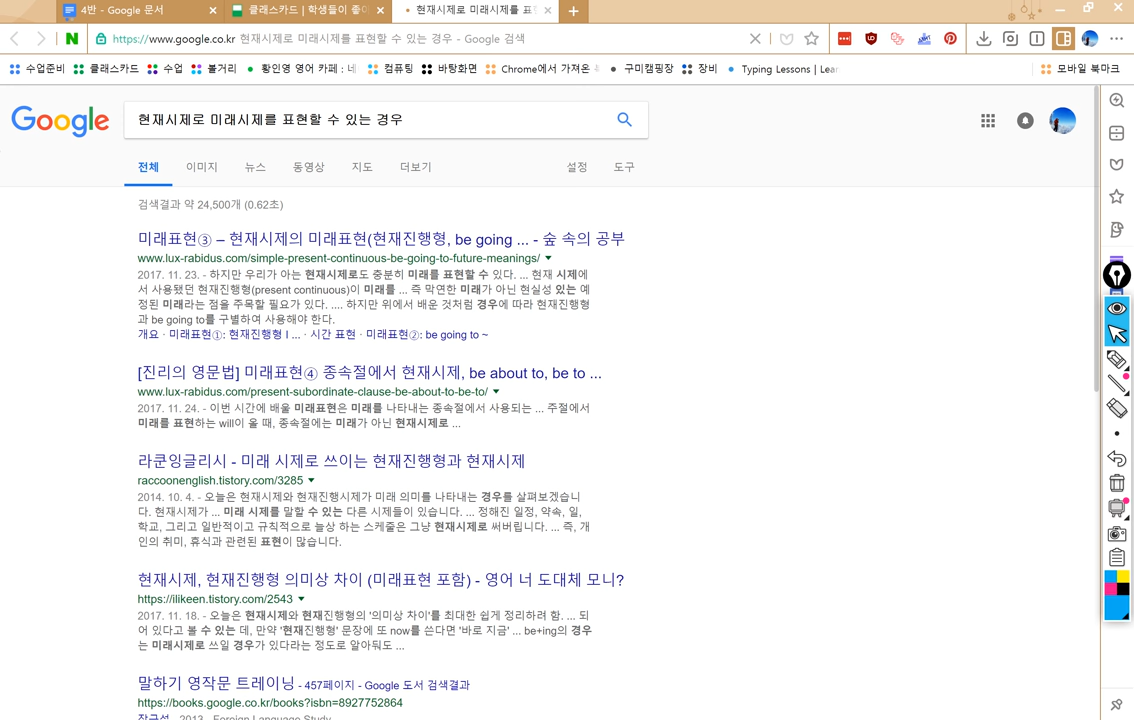 4반 - Google 문서
클래스카드 | 학생들이 좋아
현재시제로 미래시제를 표
https://www.google.co.kr 현재시제로 미래시제를 표현할 수 있는 경우 - Google 검색
수업준비 클래스카드 수업 볼거리 황인영 영어 카페 : 네 컴퓨팅 바탕화면 Chrome에서 가져온 구미캠핑장 장비 Typing Lessons | Lear 모바일 북마크
Google
현재시제로 미래시제를 표현할 수 있는 경우
전체 이미지 뉴스 동영상 지도 더보기 설정 도구
검색결과 약 24,500개 (0.62초)
미래표현③ – 현재시제의 미래표현(현재진행형, be going ... - 숲 속의 공부
www.lux-rabidus.com/simple-present-continuous-be-going-to-future-meanings/
2017. 11. 23. - 하지만 우리가 아는 현재시제로도 충분히 미래를 표현할 수 있다. ... 현재 시제에
서 사용됐던 현재진행형(present continuous)이 미래를 ... 즉 막연한 미래가 아닌 현실성 있는 예
정된 미래라는 점을 주목할 필요가 있다. .... 하지만 위에서 배운 것처럼 경우에 따라 현재진행형
과 be going to를 구별하여 사용해야 한다.
개요 · 미래표현①: 현재진행형 I ... · 시간 표현 · 미래표현②: be going to ~
[진리의 영문법] 미래표현④ 종속절에서 현재시제, be about to, be to ...
www.lux-rabidus.com/present-subordinate-clause-be-about-to-be-to/
2017. 11. 24. - 이번 시간에 배울 미래표현은 미래를 나타내는 종속절에서 사용되는 ... 주절에서
미래를 표현하는 will이 올 때, 종속절에는 미래가 아닌 현재시제로 ...
라쿤잉글리시 - 미래 시제로 쓰이는 현재진행형과 현재시제
raccoonenglish.tistory.com/3285
2014. 10. 4. - 오늘은 현재시제와 현재진행시제가 미래 의미를 나타내는 경우를 살펴보겠습니
다. 현재시제가 ... 미래 시제를 말할 수 있는 다른 시제들이 있습니다. ... 정해진 일정, 약속, 일,
학교, 그리고 일반적이고 규칙적으로 늘상 하는 스케줄은 그냥 현재시제로 써버립니다. ... 즉, 개
인의 취미, 휴식과 관련된 표현이 많습니다.
현재시제, 현재진행형 의미상 차이 (미래표현 포함) - 영어 너 도대체 모니?
https://ilikeen.tistory.com/2543
2017. 11. 18. - 오늘은 현재시제와 현재진행형의 '의미상 차이'를 최대한 쉽게 정리하려 함. ... 되
어 있다고 볼 수 있는 데, 만약 '현재진행형' 문장에 또 now를 쓴다면 '바로 지금' ... be+ing의 경우
는 미래시제로 쓰일 경우가 있다라는 정도로 알아둬도 ...
말하기 영작문 트레이닝 - 457페이지 - Google 도서 검색결과
https://books.google.co.kr/books?isbn=8927752864
2013 - Foreign Language Study